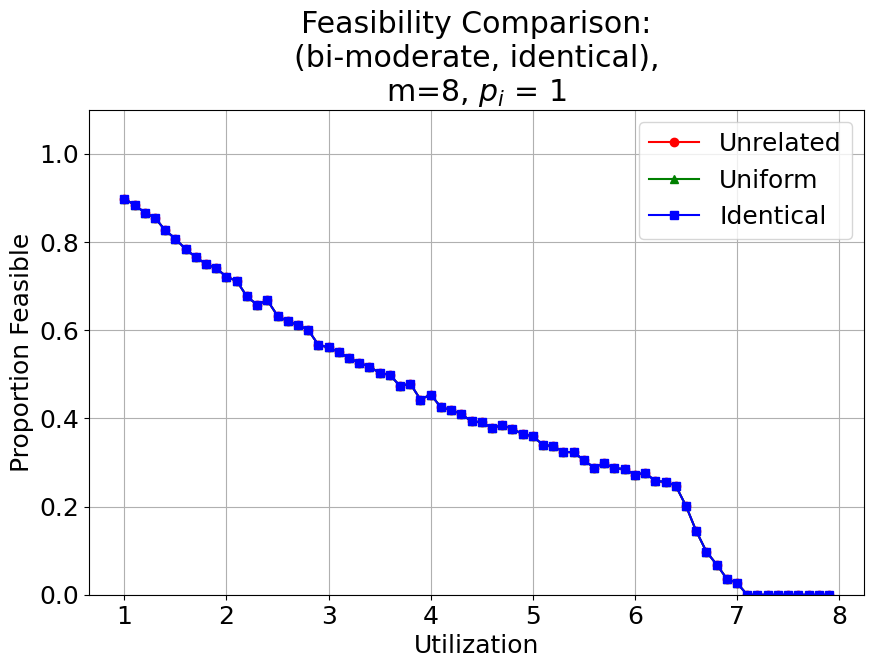 Feasibility Comparison:
(bi-moderate, identical),
m=8, $p_i$ = 1
Unrelated
Uniform
Identical
Proportion Feasible
1.0
0.8
0.6
0.4
0.2
0.0
1 2 3 4 5 6 7 8
Utilization